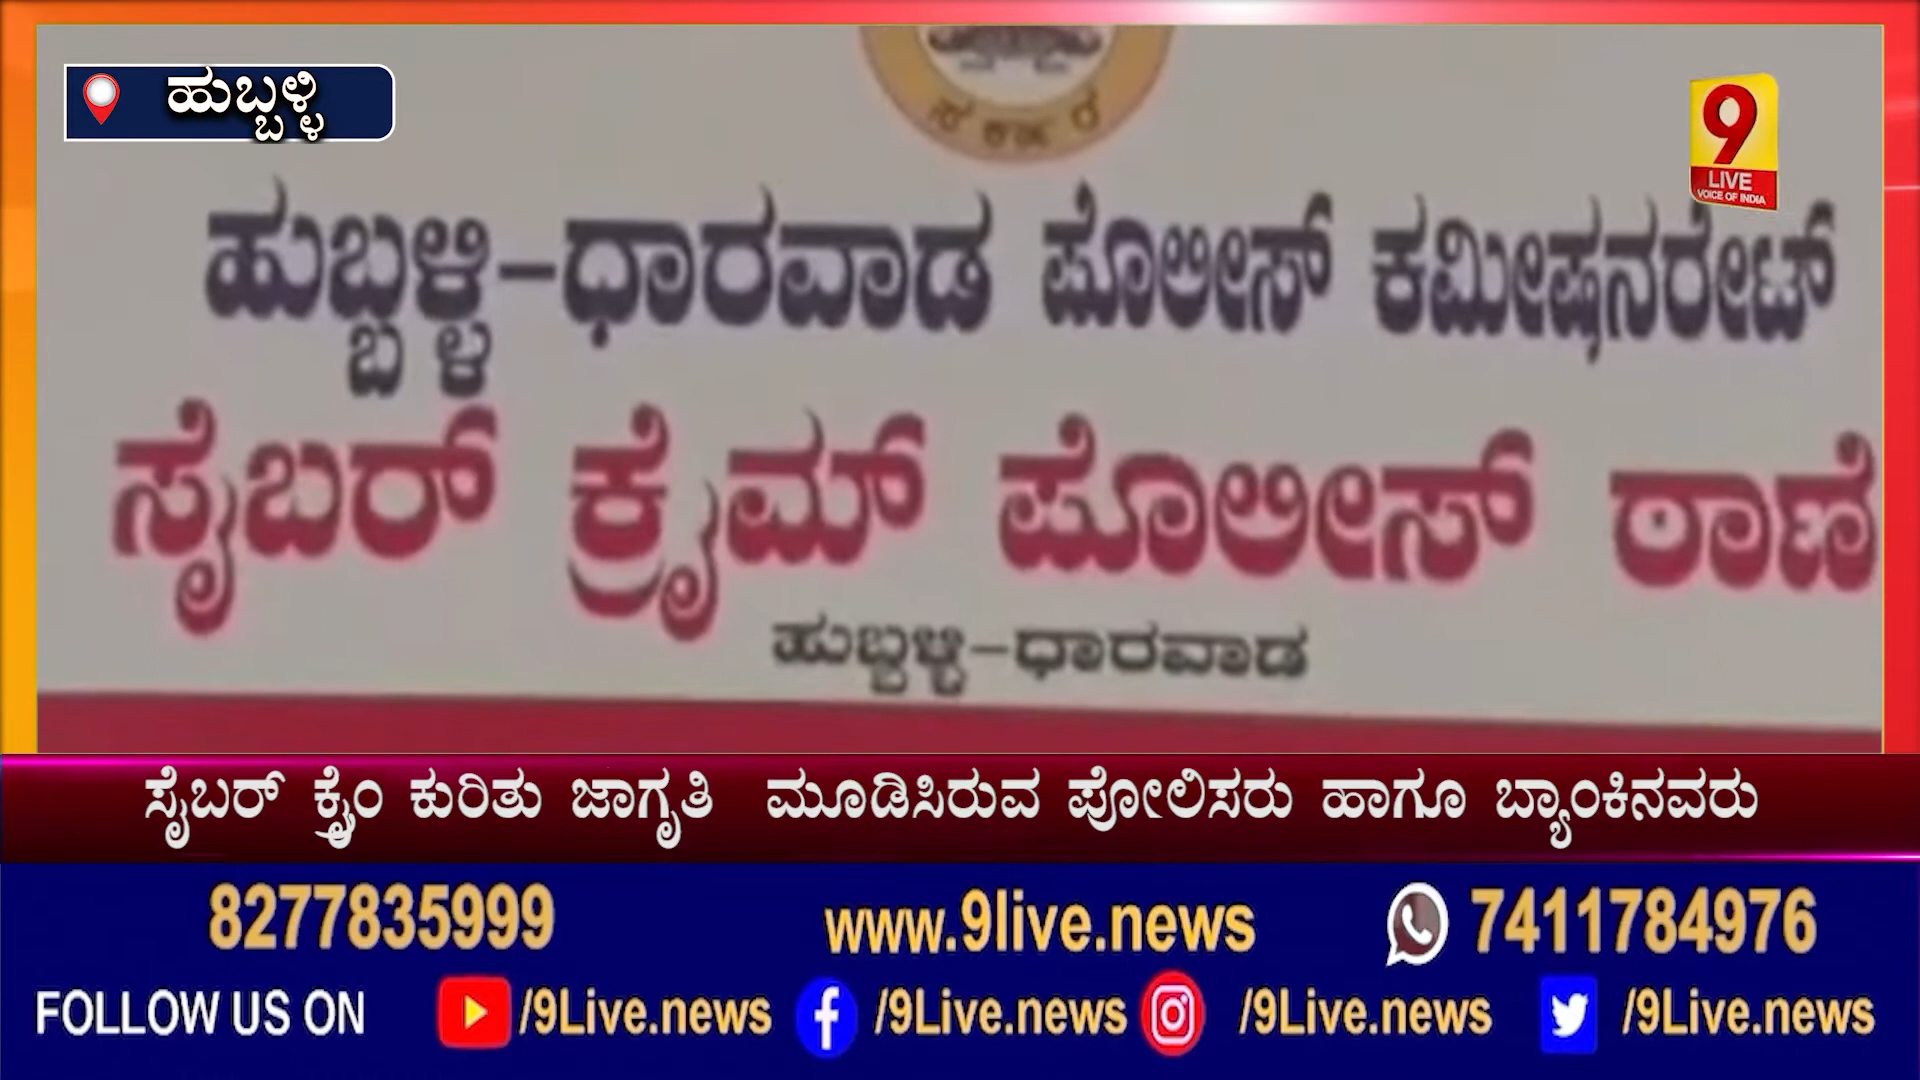 ಹುಬ್ಬಳ್ಳಿ
9
LIVE
VOICE OF INDIA
ಸರ್ಕಾರ
ಹುಬ್ಬಳ್ಳಿ-ಧಾರವಾಡ ಪೊಲೀಸ್ ಕಮೀಷನರೇಟ್
ಸೈಬರ್ ಕ್ರೈಮ್ ಪೊಲೀಸ್ ಠಾಣೆ
ಹುಬ್ಬಳ್ಳಿ-ಧಾರವಾಡ
ಸೈಬರ್ ಕ್ರೈಂ ಕುರಿತು ಜಾಗೃತಿ ಮೂಡಿಸಿರುವ ಪೋಲಿಸರು ಹಾಗೂ ಬ್ಯಾಂಕಿನವರು
8277835999 www.9live.news 7411784976
FOLLOW US ON /9Live.news /9Live.news /9Live.news /9Live.news